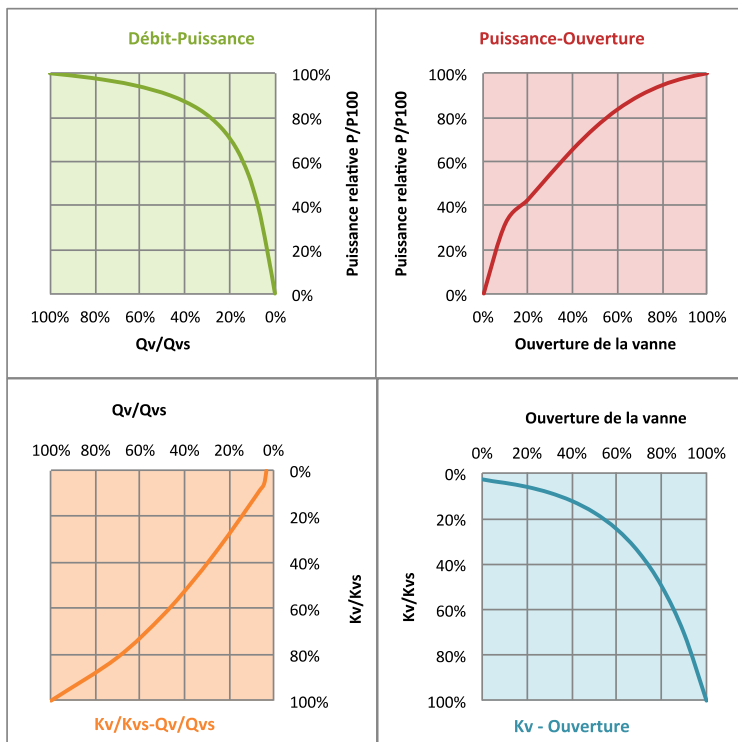 Débit-Puissance
100%
80%
60%
40%
20%
0%
Puissance relative P/P100
100% 80% 60% 40% 20% 0%
Qv/Qvs
Puissance-Ouverture
Puissance relative P/P100
100%
80%
60%
40%
20%
0%
0% 20% 40% 60% 80% 100%
Ouverture de la vanne
Qv/Qvs
100% 80% 60% 40% 20% 0%
0%
20%
40%
60%
80%
100%
Kv/Kvs
Kv/Kvs-Qv/Qvs
Ouverture de la vanne
0% 20% 40% 60% 80% 100%
Kv/Kvs
0%
20%
40%
60%
80%
100%
Kv - Ouverture